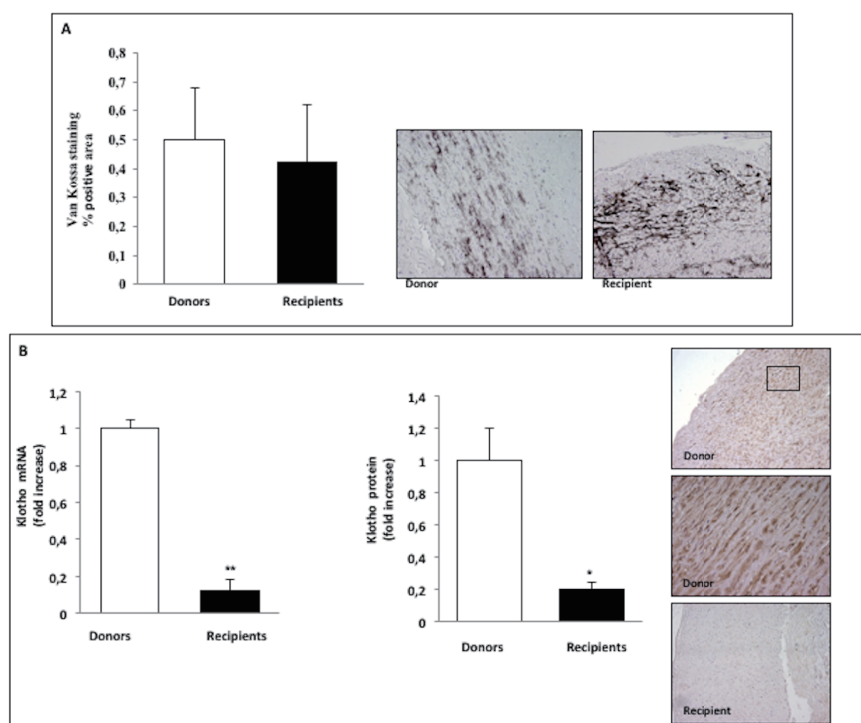 A
Van Kossa staining
% positive area
0,8
0,7
0,6
0,5
0,4
0,3
0,2
0,1
0
Donors Recipients
Donor
Recipient
B
Klotho mRNA
(fold increase)
1,2
1
0,8
0,6
0,4
0,2
0
**
Donors Recipients
Klotho protein
(fold increase)
1,4
1,2
1
0,8
0,6
0,4
0,2
0
*
Donors Recipients
Donor
Donor
Recipient